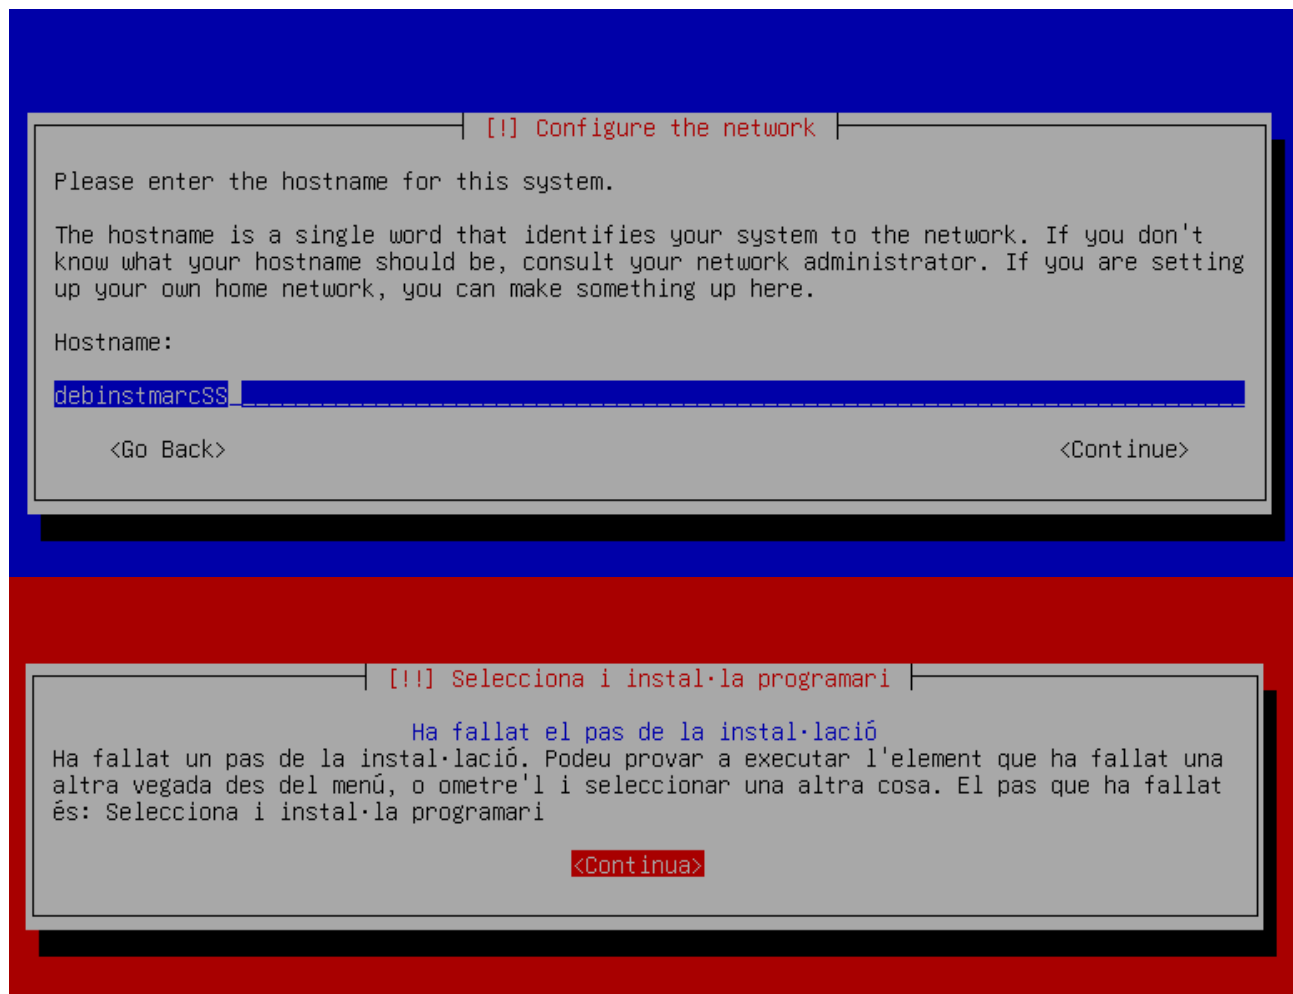 [!] Configure the network
Please enter the hostname for this system.
The hostname is a single word that identifies your system to the network. If you don't
know what your hostname should be, consult your network administrator. If you are setting
up your own home network, you can make something up here.
Hostname:
debinstmarcSS
<Go Back> <Continue>
[!!] Selecciona i instal·la programari
Ha fallat el pas de la instal·lació
Ha fallat un pas de la instal·lació. Podeu provar a executar l'element que ha fallat una
altra vegada des del menú, o ometre'l i seleccionar una altra cosa. El pas que ha fallat
és: Selecciona i instal·la programari
<Continua>